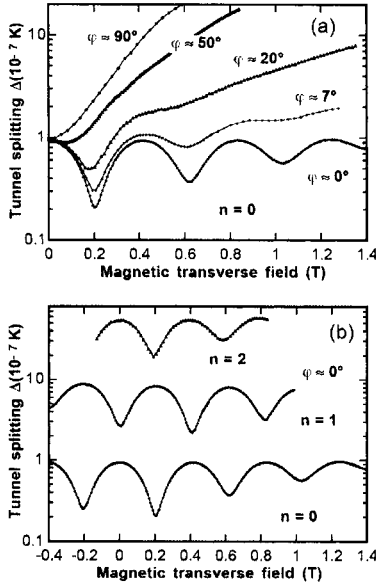 (a)
φ ≈ 90°
φ ≈ 50°
φ ≈ 20°
φ ≈ 7°
φ ≈ 0°
n = 0
10
1
0.1
Tunnel splitting Δ(10⁻⁷ K)
0 0.2 0.4 0.6 0.8 1 1.2 1.4
Magnetic transverse field (T)
(b)
n = 2
φ ≈ 0°
n = 1
n = 0
10
1
0.1
Tunnel splitting Δ(10⁻⁷ K)
-0.4 -0.2 0 0.2 0.4 0.6 0.8 1 1.2 1.4
Magnetic transverse field (T)